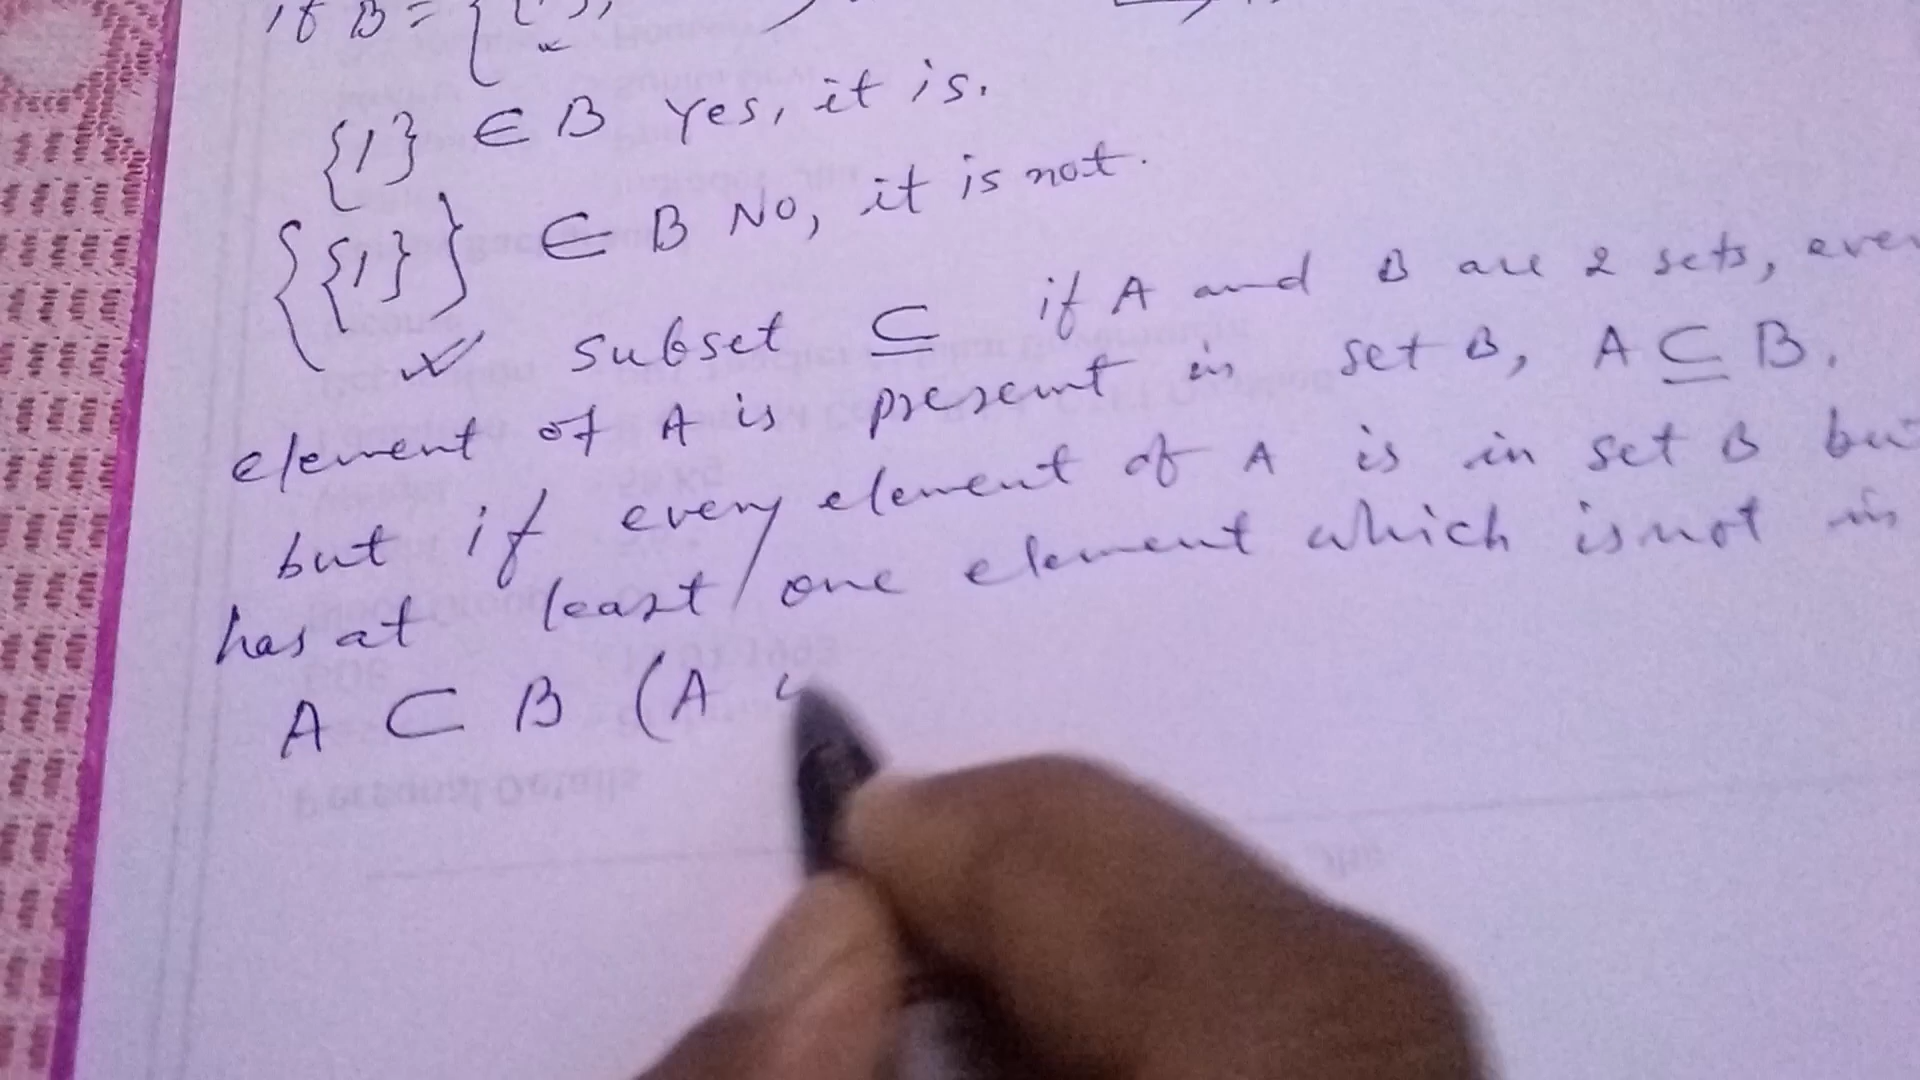 if B = {
{1} ∈ B Yes, it is.
{{1}} ∈ B No, it is not.
subset ⊆ if A and B are 2 sets,
element of A is present in set B, A ⊆ B.
but if every element of A is in set B
has at least one element which is not in
A ⊂ B (A